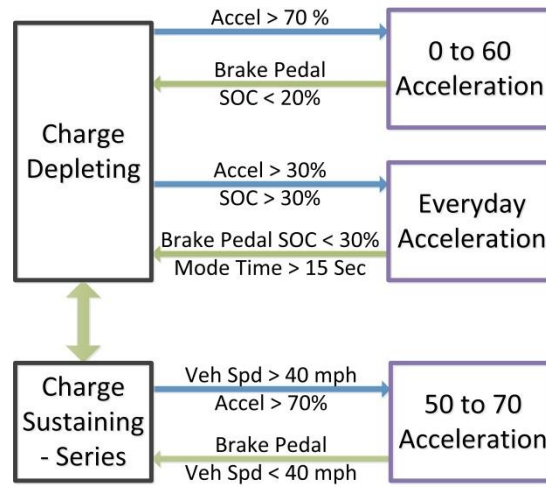 Accel > 70 %
0 to 60
Acceleration
Brake Pedal
SOC < 20%
Charge
Depleting
Accel > 30%
SOC > 30%
Everyday
Acceleration
Brake Pedal SOC < 30%
Mode Time > 15 Sec
Charge
Sustaining
- Series
Veh Spd > 40 mph
Accel > 70%
50 to 70
Acceleration
Brake Pedal
Veh Spd < 40 mph